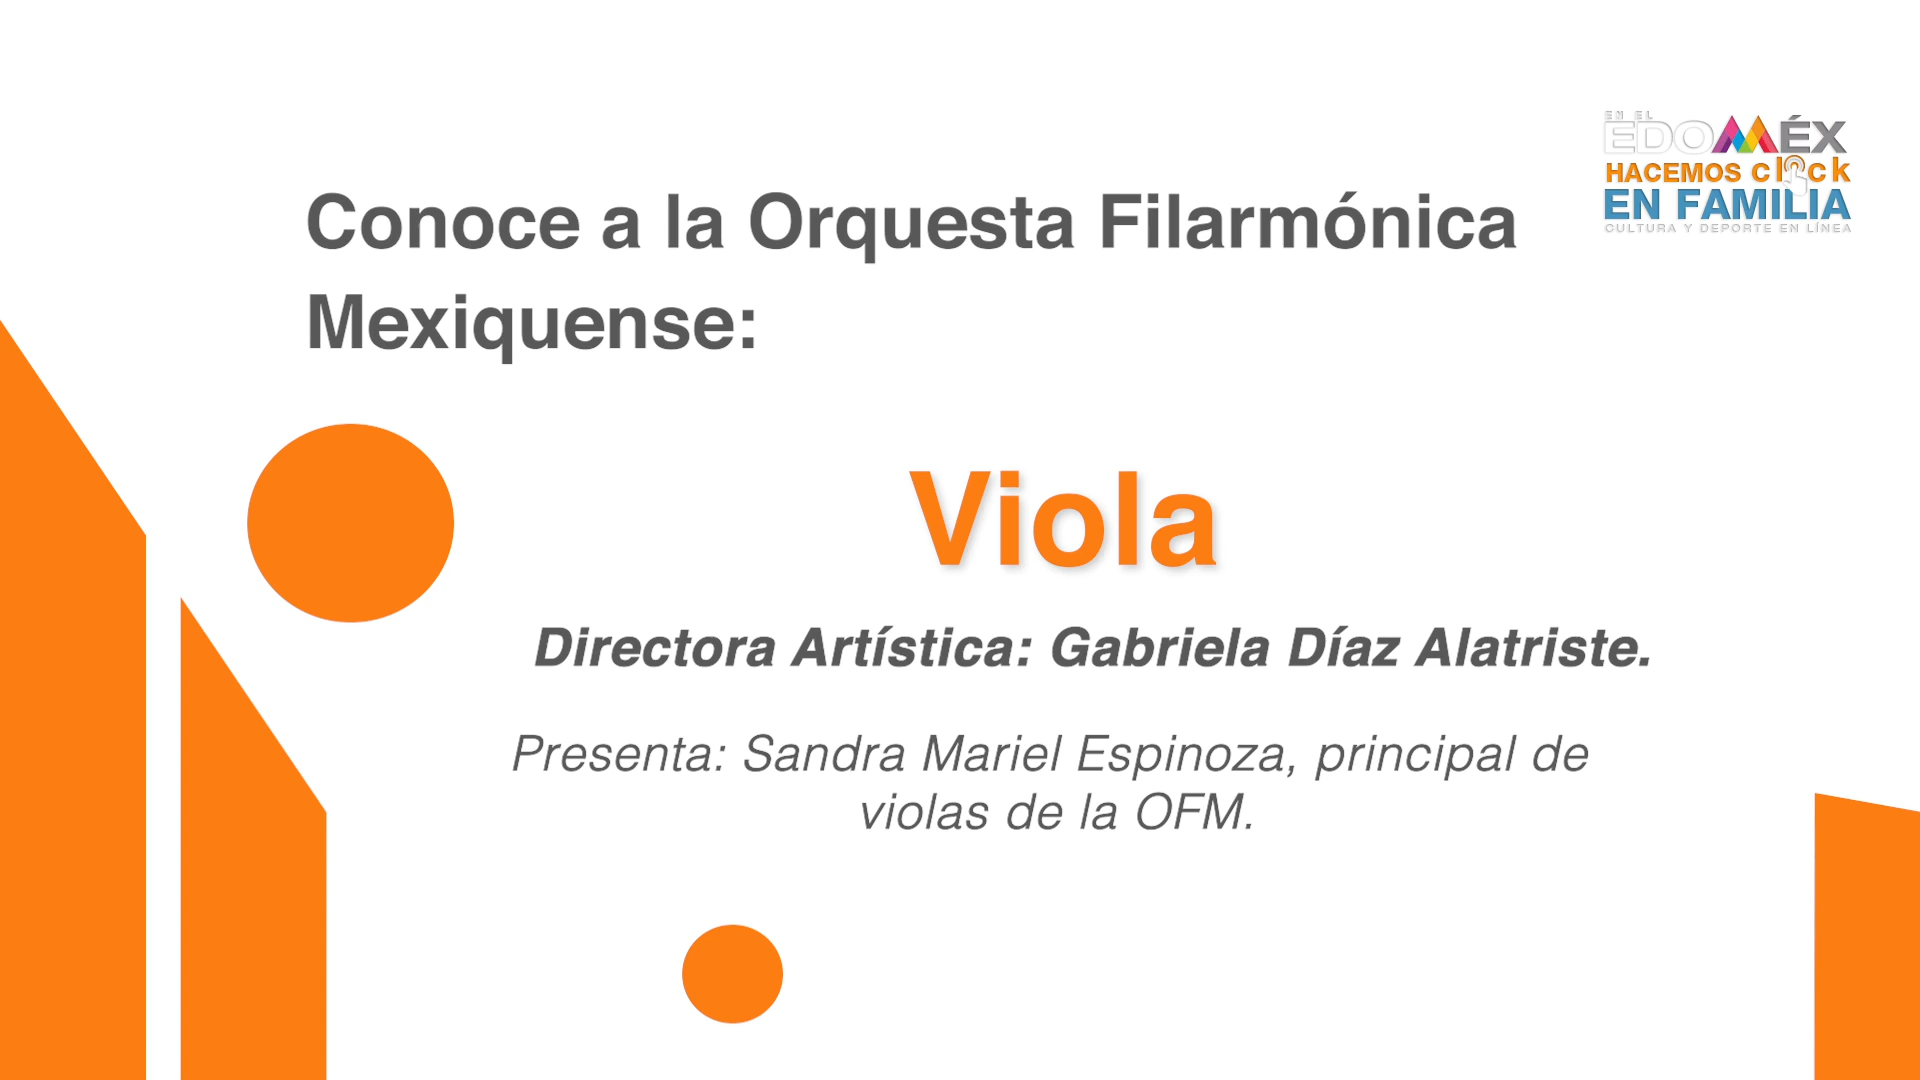 EN EL
EDOMÉX
HACEMOS click
EN FAMILIA
CULTURA Y DEPORTE EN LÍNEA
Conoce a la Orquesta Filarmónica
Mexiquense:
Viola
Directora Artística: Gabriela Díaz Alatriste.
Presenta: Sandra Mariel Espinoza, principal de
violas de la OFM.